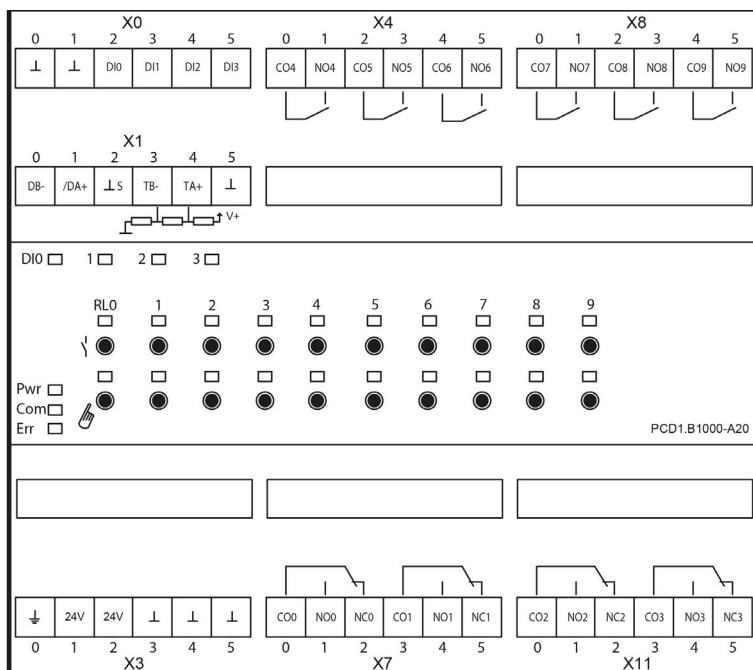 X0 X4 X8
0 1 2 3 4 5 0 1 2 3 4 5 0 1 2 3 4 5
⊥ ⊥ DI0 DI1 DI2 DI3 CO4 NO4 CO5 NO5 CO6 NO6 CO7 NO7 CO8 NO8 CO9 NO9
X1
0 1 2 3 4 5
DB- /DA+ ⊥ S TB- TA+ ⊥
V+
DI0 1 2 3
RL0 1 2 3 4 5 6 7 8 9
Pwr
Com
Err
PCD1.B1000-A20
24V 24V ⊥ ⊥ ⊥ CO0 NO0 NC0 CO1 NO1 NC1 CO2 NO2 NC2 CO3 NO3 NC3
0 1 2 3 4 5 0 1 2 3 4 5 0 1 2 3 4 5
X3 X7 X11